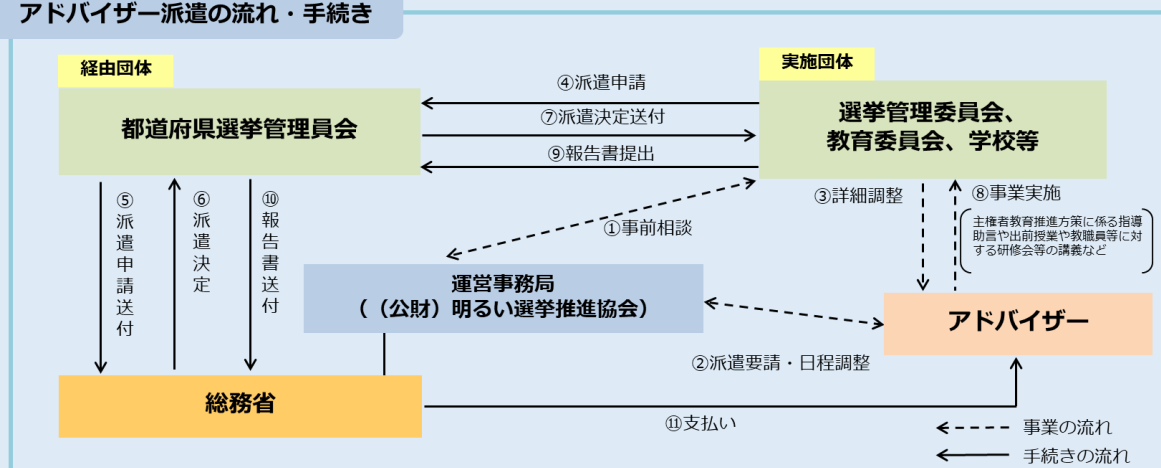 アドバイザー派遣の流れ・手続き
経由団体
実施団体
都道府県選挙管理員会
④派遣申請
⑦派遣決定送付
⑨報告書提出
選挙管理委員会、
教育委員会、学校等
⑤派遣申請送付
⑥派遣決定
⑩報告書送付
①事前相談
③詳細調整
⑧事業実施
主権者教育推進方策に係る指導
助言や出前授業や教職員等に対
する研修会等の講義など
運営事務局
（（公財）明るい選挙推進協会）
アドバイザー
②派遣要請・日程調整
総務省
⑪支払い
事業の流れ
手続きの流れ